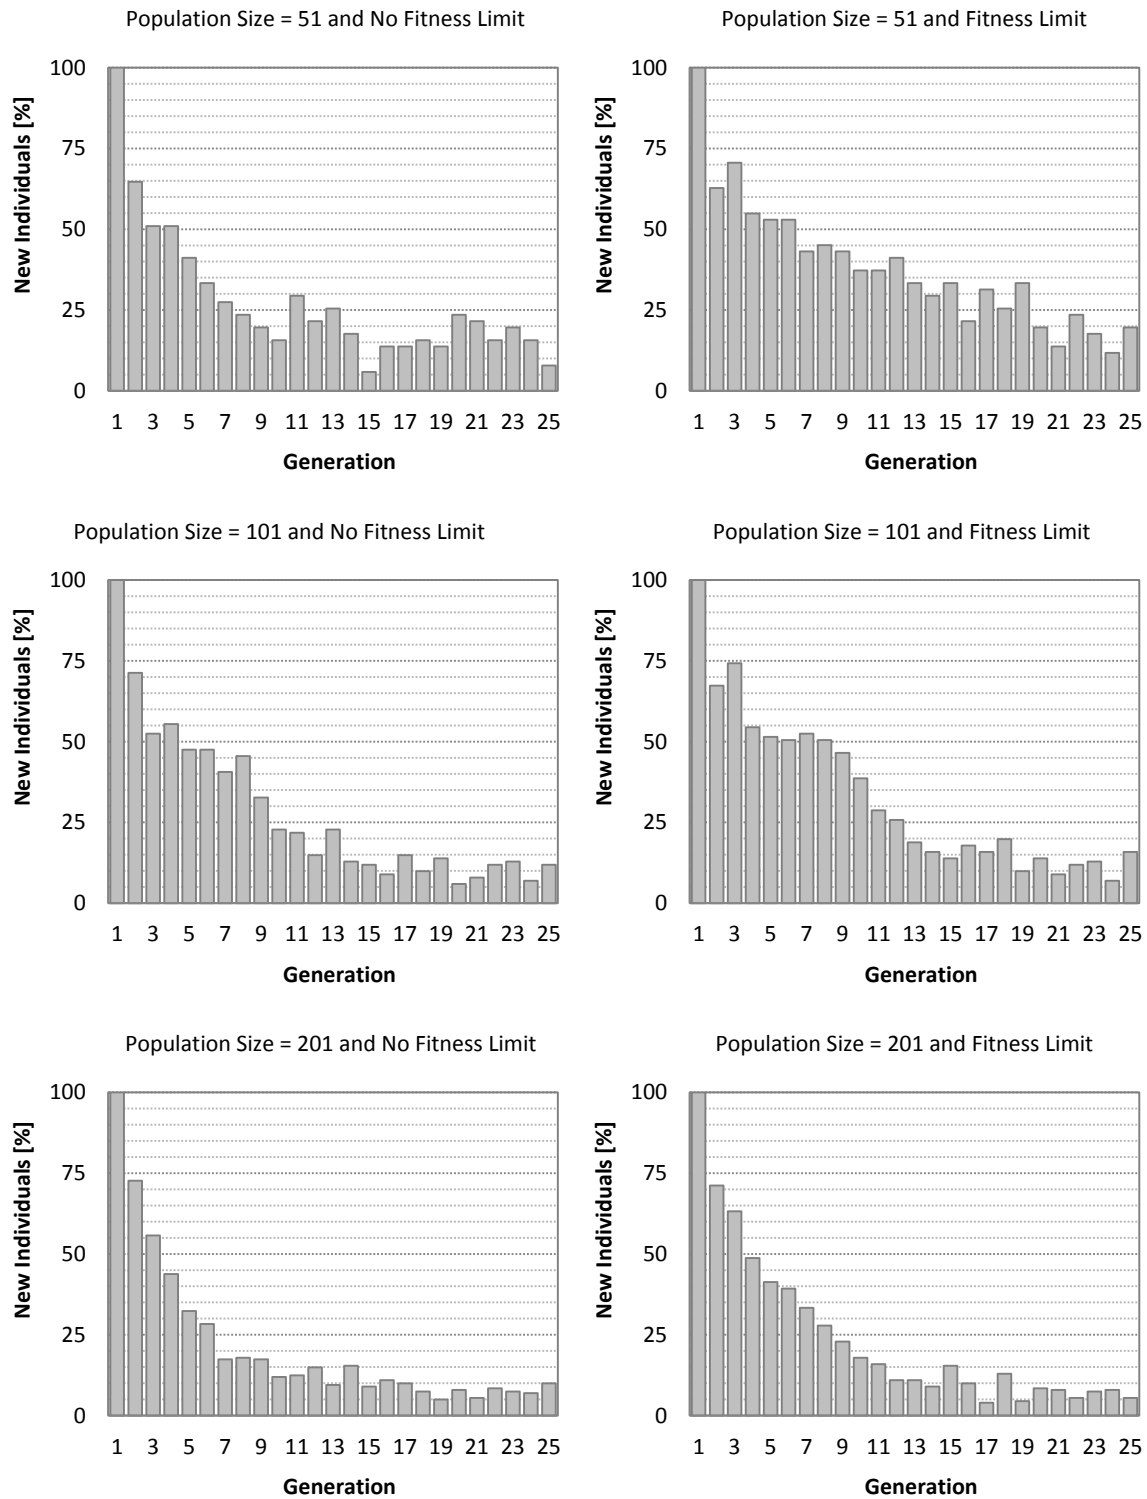 Population Size = 51 and No Fitness Limit
New Individuals [%]
100
75
50
25
0
1 3 5 7 9 11 13 15 17 19 21 23 25
Generation
Population Size = 51 and Fitness Limit
New Individuals [%]
100
75
50
25
0
1 3 5 7 9 11 13 15 17 19 21 23 25
Generation
Population Size = 101 and No Fitness Limit
New Individuals [%]
100
75
50
25
0
1 3 5 7 9 11 13 15 17 19 21 23 25
Generation
Population Size = 101 and Fitness Limit
New Individuals [%]
100
75
50
25
0
1 3 5 7 9 11 13 15 17 19 21 23 25
Generation
Population Size = 201 and No Fitness Limit
New Individuals [%]
100
75
50
25
0
1 3 5 7 9 11 13 15 17 19 21 23 25
Generation
Population Size = 201 and Fitness Limit
New Individuals [%]
100
75
50
25
0
1 3 5 7 9 11 13 15 17 19 21 23 25
Generation